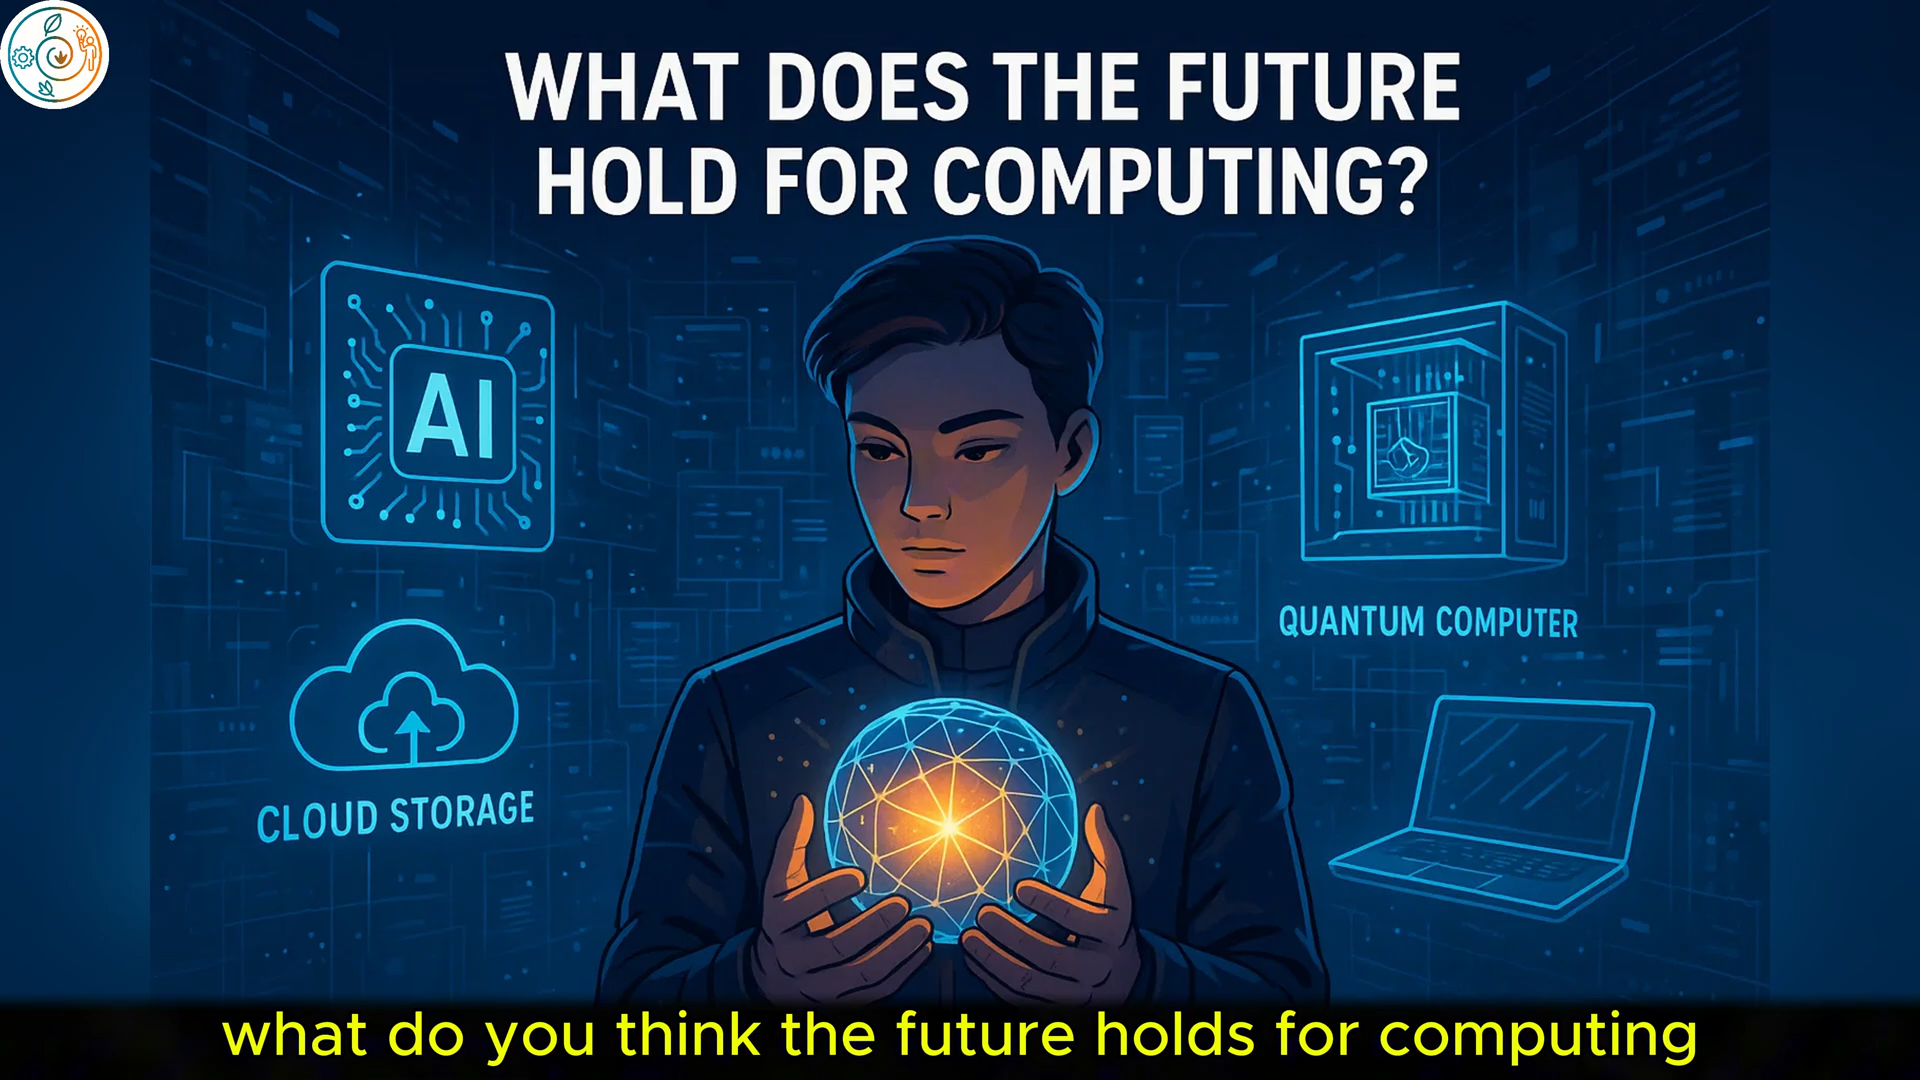 WHAT DOES THE FUTURE
HOLD FOR COMPUTING?
AI
QUANTUM COMPUTER
CLOUD STORAGE
what do you think the future holds for computing